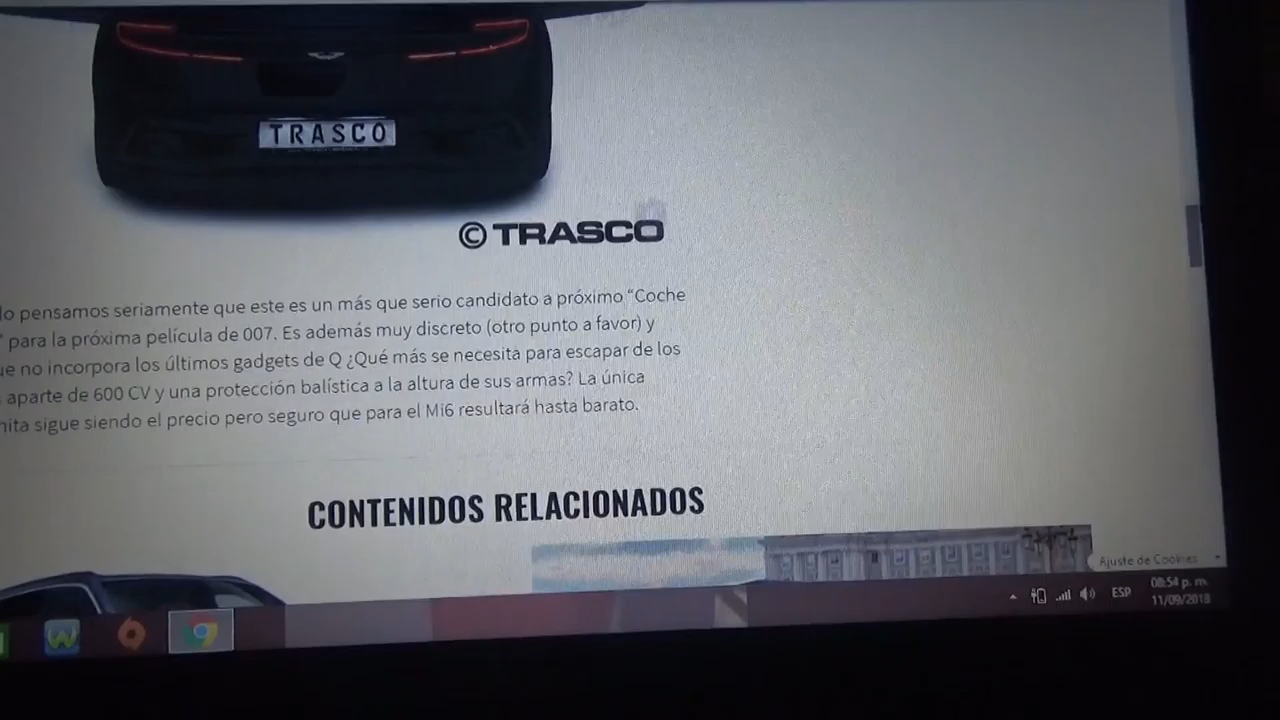 TRASCO
© TRASCO
lo pensamos seriamente que este es un más que serio candidato a próximo “Coche
” para la próxima película de 007. Es además muy discreto (otro punto a favor) y
ue no incorpora los últimos gadgets de Q ¿Qué más se necesita para escapar de los
aparte de 600 CV y una protección balística a la altura de sus armas? La única
nita sigue siendo el precio pero seguro que para el Mi6 resultará hasta barato.
CONTENIDOS RELACIONADOS
Ajuste de Cookies
ESP
08:54 p. m.
11/09/2018